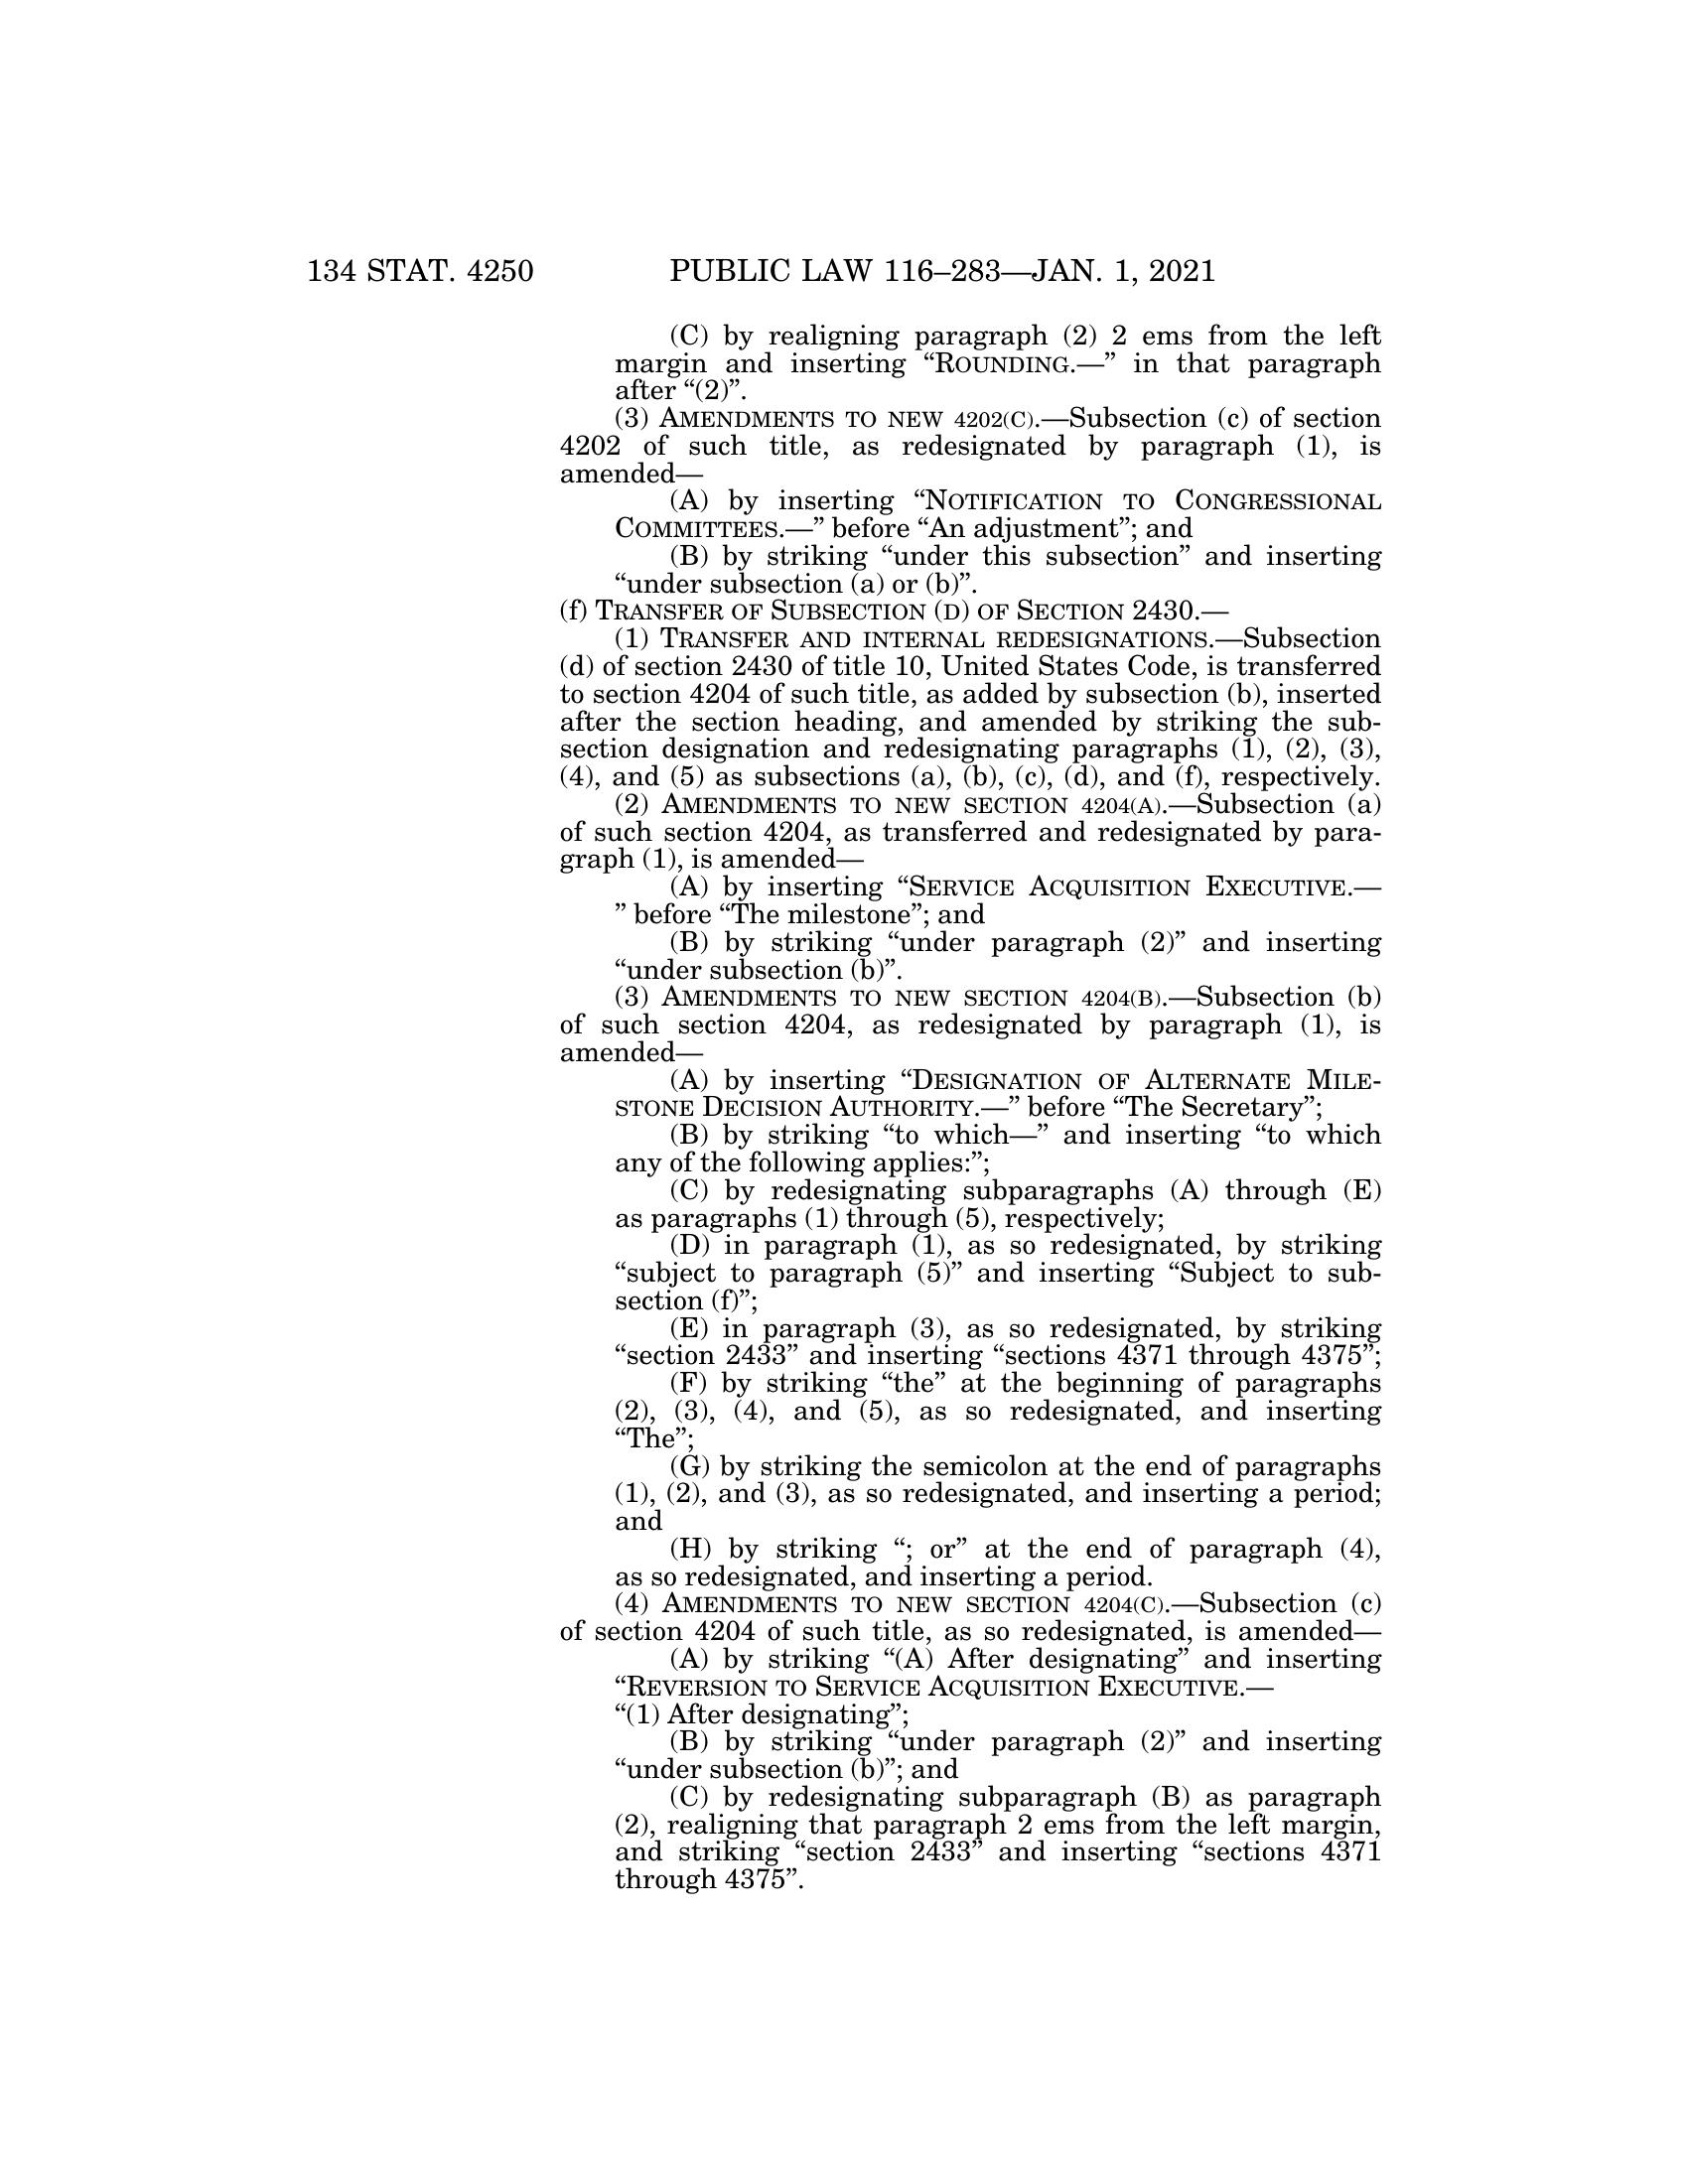 134 STAT. 4250 PUBLIC LAW 116–283—JAN. 1, 2021
(C) by realigning paragraph (2) 2 ems from the left
margin and inserting “ROUNDING.—” in that paragraph
after “(2)”.
(3) AMENDMENTS TO NEW 4202(C).—Subsection (c) of section
4202 of such title, as redesignated by paragraph (1), is
amended—
(A) by inserting “NOTIFICATION TO CONGRESSIONAL
COMMITTEES.—” before “An adjustment”; and
(B) by striking “under this subsection” and inserting
“under subsection (a) or (b)”.
(f) TRANSFER OF SUBSECTION (D) OF SECTION 2430.—
(1) TRANSFER AND INTERNAL REDESIGNATIONS.—Subsection
(d) of section 2430 of title 10, United States Code, is transferred
to section 4204 of such title, as added by subsection (b), inserted
after the section heading, and amended by striking the sub-
section designation and redesignating paragraphs (1), (2), (3),
(4), and (5) as subsections (a), (b), (c), (d), and (f), respectively.
(2) AMENDMENTS TO NEW SECTION 4204(A).—Subsection (a)
of such section 4204, as transferred and redesignated by para-
graph (1), is amended—
(A) by inserting “SERVICE ACQUISITION EXECUTIVE.—
” before “The milestone”; and
(B) by striking “under paragraph (2)” and inserting
“under subsection (b)”.
(3) AMENDMENTS TO NEW SECTION 4204(B).—Subsection (b)
of such section 4204, as redesignated by paragraph (1), is
amended—
(A) by inserting “DESIGNATION OF ALTERNATE MILE-
STONE DECISION AUTHORITY.—” before “The Secretary”;
(B) by striking “to which—” and inserting “to which
any of the following applies:”;
(C) by redesignating subparagraphs (A) through (E)
as paragraphs (1) through (5), respectively;
(D) in paragraph (1), as so redesignated, by striking
“subject to paragraph (5)” and inserting “Subject to sub-
section (f)”;
(E) in paragraph (3), as so redesignated, by striking
“section 2433” and inserting “sections 4371 through 4375”;
(F) by striking “the” at the beginning of paragraphs
(2), (3), (4), and (5), as so redesignated, and inserting
“The”;
(G) by striking the semicolon at the end of paragraphs
(1), (2), and (3), as so redesignated, and inserting a period;
and
(H) by striking “; or” at the end of paragraph (4),
as so redesignated, and inserting a period.
(4) AMENDMENTS TO NEW SECTION 4204(C).—Subsection (c)
of section 4204 of such title, as so redesignated, is amended—
(A) by striking “(A) After designating” and inserting
“REVERSION TO SERVICE ACQUISITION EXECUTIVE.—
“(1) After designating”;
(B) by striking “under paragraph (2)” and inserting
“under subsection (b)”; and
(C) by redesignating subparagraph (B) as paragraph
(2), realigning that paragraph 2 ems from the left margin,
and striking “section 2433” and inserting “sections 4371
through 4375”.